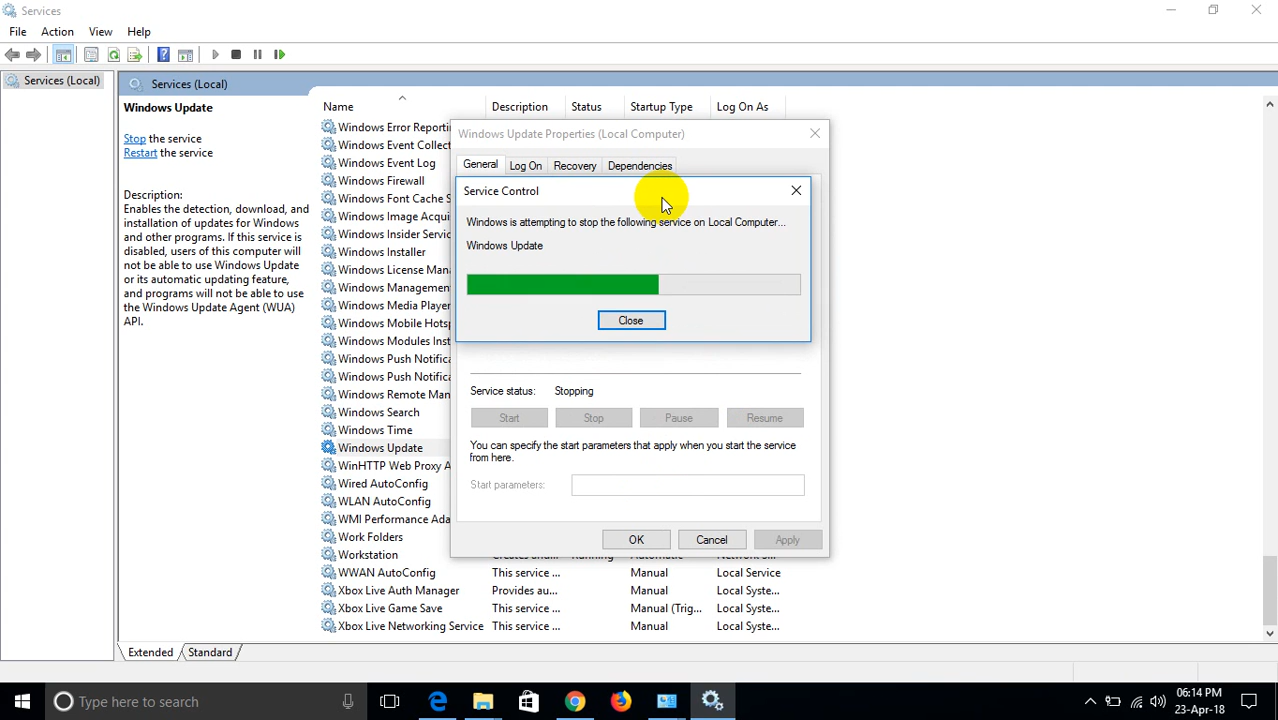 Services
File Action View Help
Services (Local)
Services (Local)
Windows Update
Stop the service
Restart the service
Description:
Enables the detection, download, and
installation of updates for Windows
and other programs. If this service is
disabled, users of this computer will
not be able to use Windows Update
or its automatic updating feature,
and programs will not be able to use
the Windows Update Agent (WUA)
API.
Name Description Status Startup Type Log On As
Windows Error Reporti
Windows Event Collect
Windows Event Log
Windows Firewall
Windows Font Cache S
Windows Image Acqui
Windows Insider Servic
Windows Installer
Windows License Man
Windows Management
Windows Media Player
Windows Mobile Hotsp
Windows Modules Inst
Windows Push Notifica
Windows Push Notifica
Windows Remote Man
Windows Search
Windows Time
Windows Update
WinHTTP Web Proxy A
Wired AutoConfig
WLAN AutoConfig
WMI Performance Ada
Work Folders
Workstation
WWAN AutoConfig This service ... Manual Local Service
Xbox Live Auth Manager Provides au... Manual Local Syste...
Xbox Live Game Save This service ... Manual (Trig... Local Syste...
Xbox Live Networking Service This service ... Manual Local Syste...
Windows Update Properties (Local Computer)
General Log On Recovery Dependencies
Service Control
Windows is attempting to stop the following service on Local Computer...
Windows Update
Close
Service status: Stopping
Start Stop Pause Resume
You can specify the start parameters that apply when you start the service
from here.
Start parameters:
OK Cancel Apply
Extended Standard
Type here to search
06:14 PM
23-Apr-18